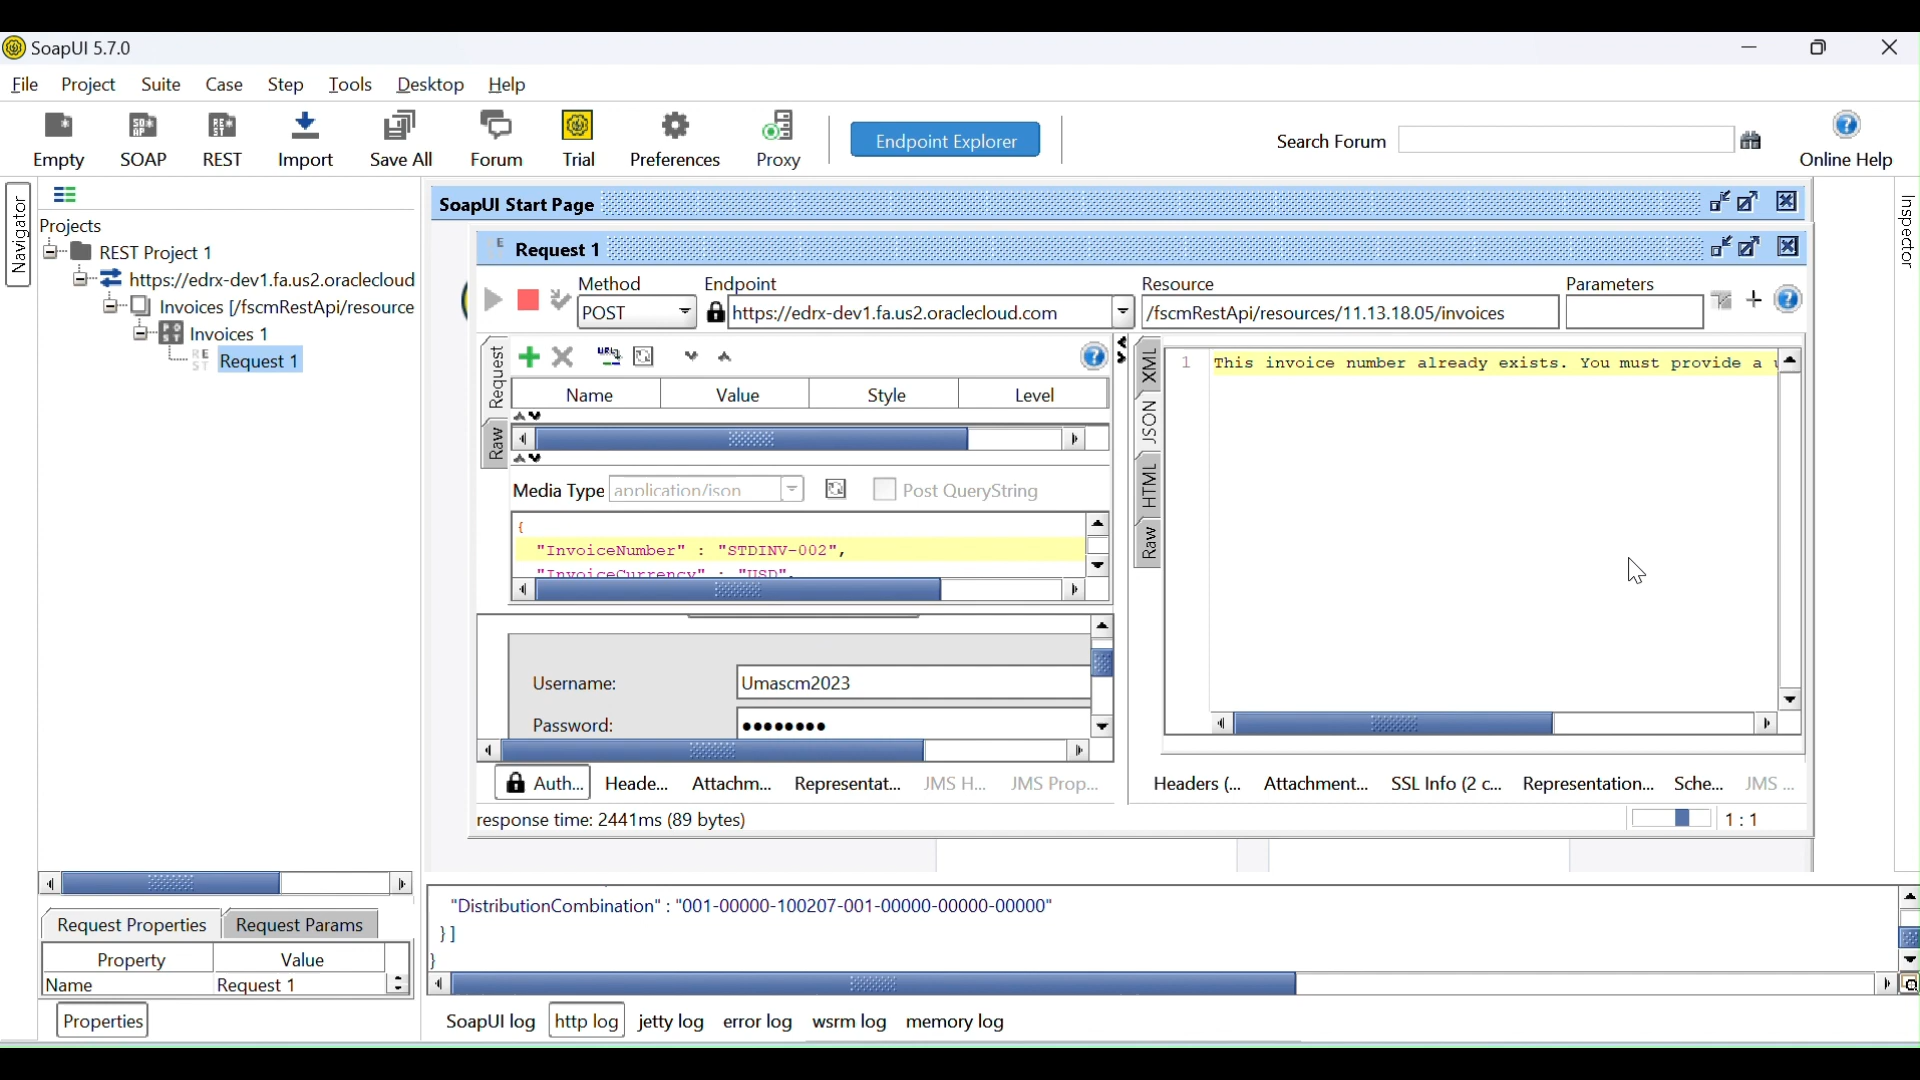 SoapUI 5.7.0
File Project Suite Case Step Tools Desktop Help
Empty SOAP REST Import Save All Forum Trial Preferences Proxy Endpoint Explorer Search Forum Online Help
Navigator
Projects
REST Project 1
https://edrx-dev1.fa.us2.oraclecloud
Invoices [/fscmRestApi/resource
Invoices 1
Request 1
SoapUI Start Page
Inspector
Request 1
Method Endpoint Resource Parameters
POST https://edrx-dev1.fa.us2.oraclecloud.com /fscmRestApi/resources/11.13.18.05/invoices
Request
Raw
Name Value Style Level
Media Type application/json Post QueryString
{
"InvoiceNumber" : "STDINV-002",
"InvoiceCurrency" : "USD",
Username: Umascm2023
Password: ●●●●●●●●
Auth... Heade... Attachm... Representat... JMS H... JMS Prop...
XML
JSON
HTML
Raw
1 This invoice number already exists. You must provide a
Headers (... Attachment... SSL Info (2 c... Representation... Sche... JMS ...
response time: 2441ms (89 bytes) 1 : 1
Request Properties Request Params
Property Value
Name Request 1
Properties
"DistributionCombination" : "001-00000-100207-001-00000-00000-00000"
}]
}
SoapUI log http log jetty log error log wsrm log memory log